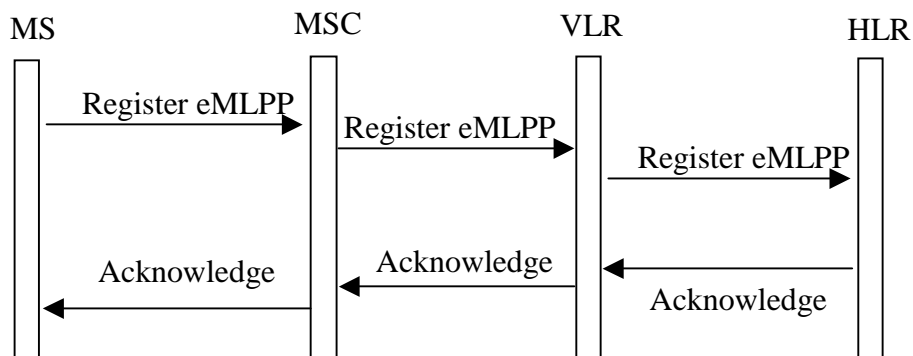 MS
MSC
VLR
HLR
Register eMLPP
Register eMLPP
Register eMLPP
Acknowledge
Acknowledge
Acknowledge